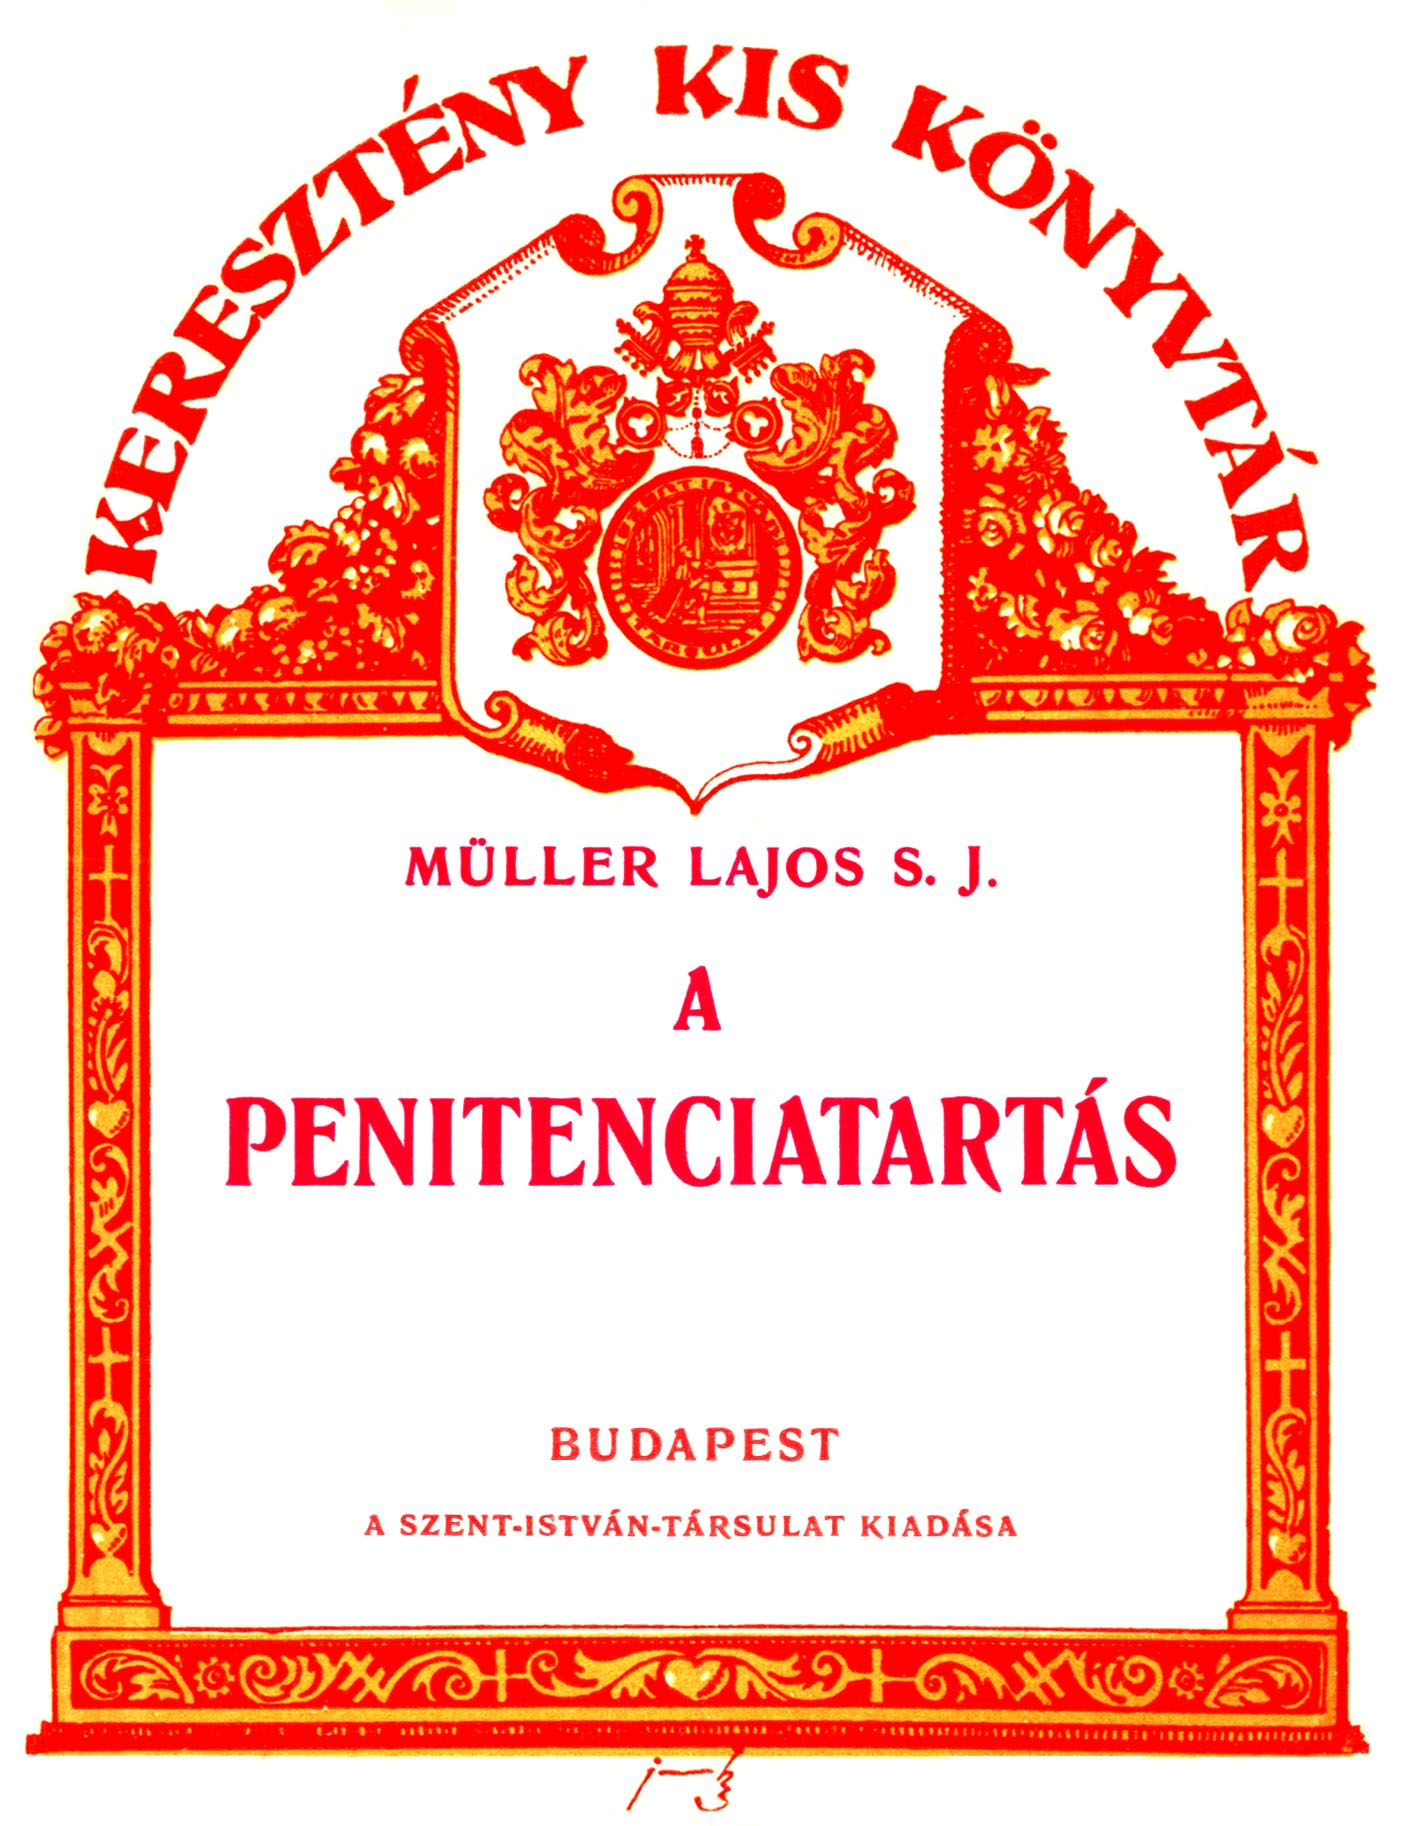 KERESZTÉNY KIS KÖNYVTÁR
MÜLLER LAJOS S. J.
A
PENITENCIATARTÁS
BUDAPEST
A SZENT-ISTVÁN-TÁRSULAT KIADÁSA